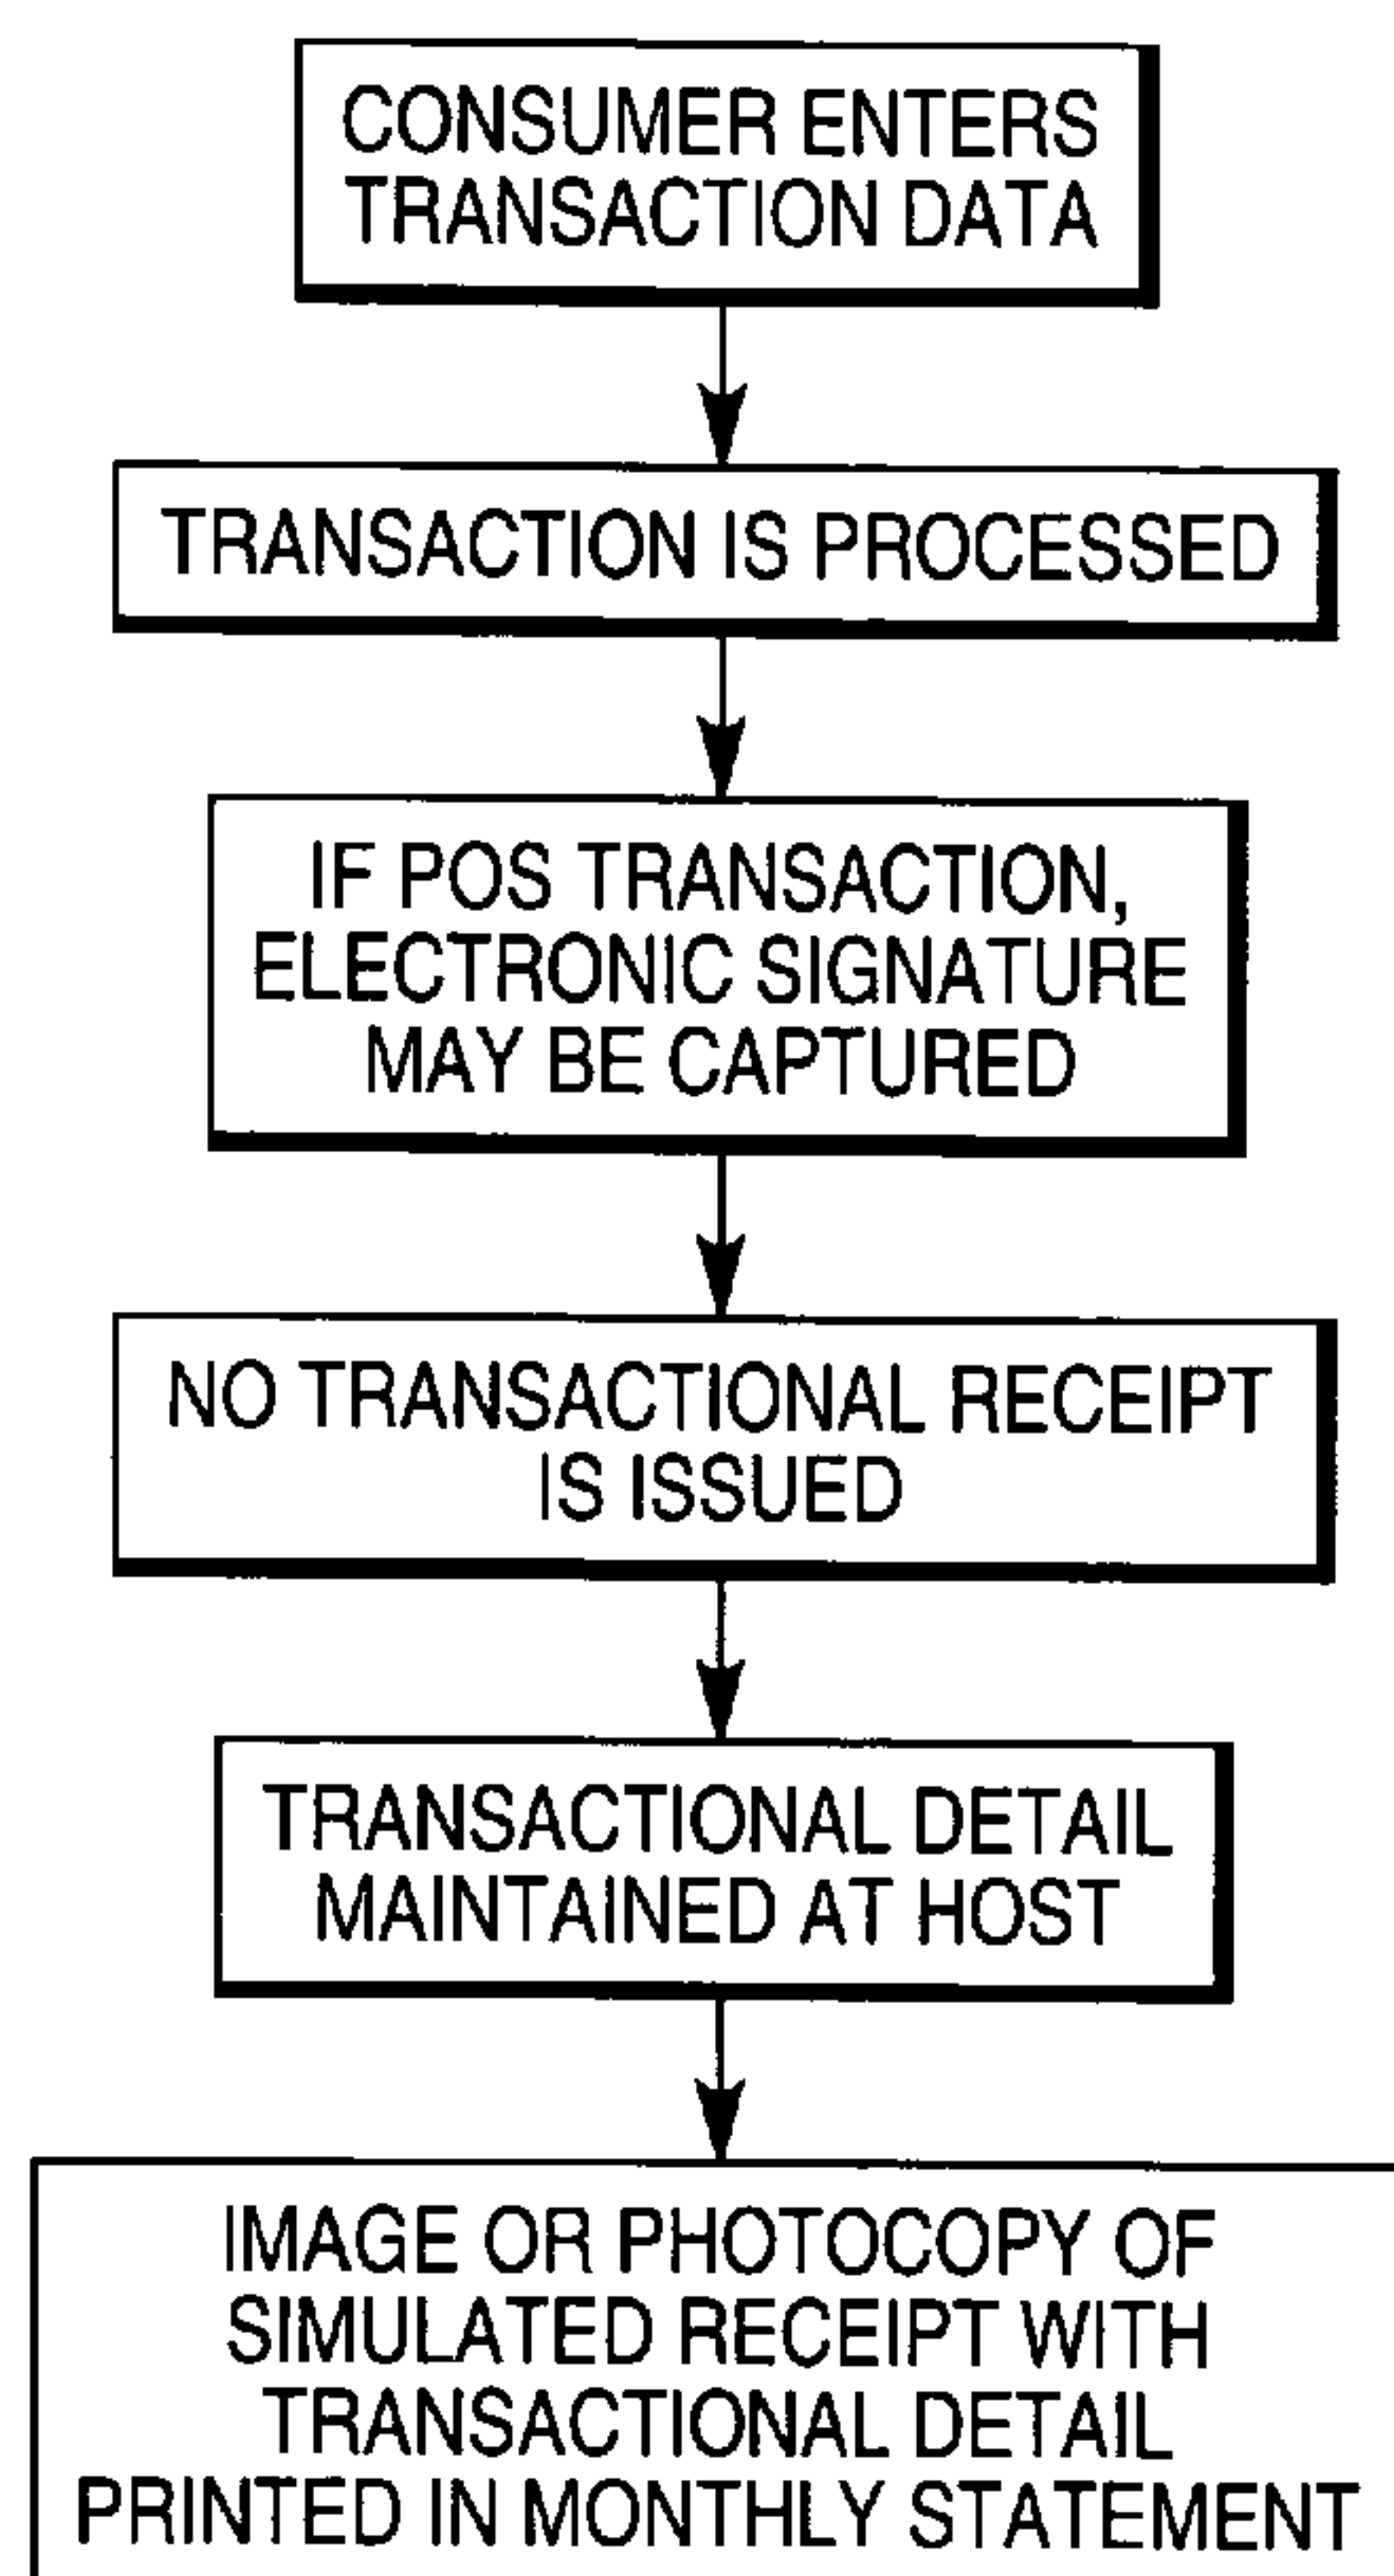 CONSUMER ENTERS
TRANSACTION DATA
TRANSACTION IS PROCESSED
IF POS TRANSACTION,
ELECTRONIC SIGNATURE
MAY BE CAPTURED
NO TRANSACTIONAL RECEIPT
IS ISSUED
TRANSACTIONAL DETAIL
MAINTAINED AT HOST
IMAGE OR PHOTOCOPY OF
SIMULATED RECEIPT WITH
TRANSACTIONAL DETAIL
PRINTED IN MONTHLY STATEMENT